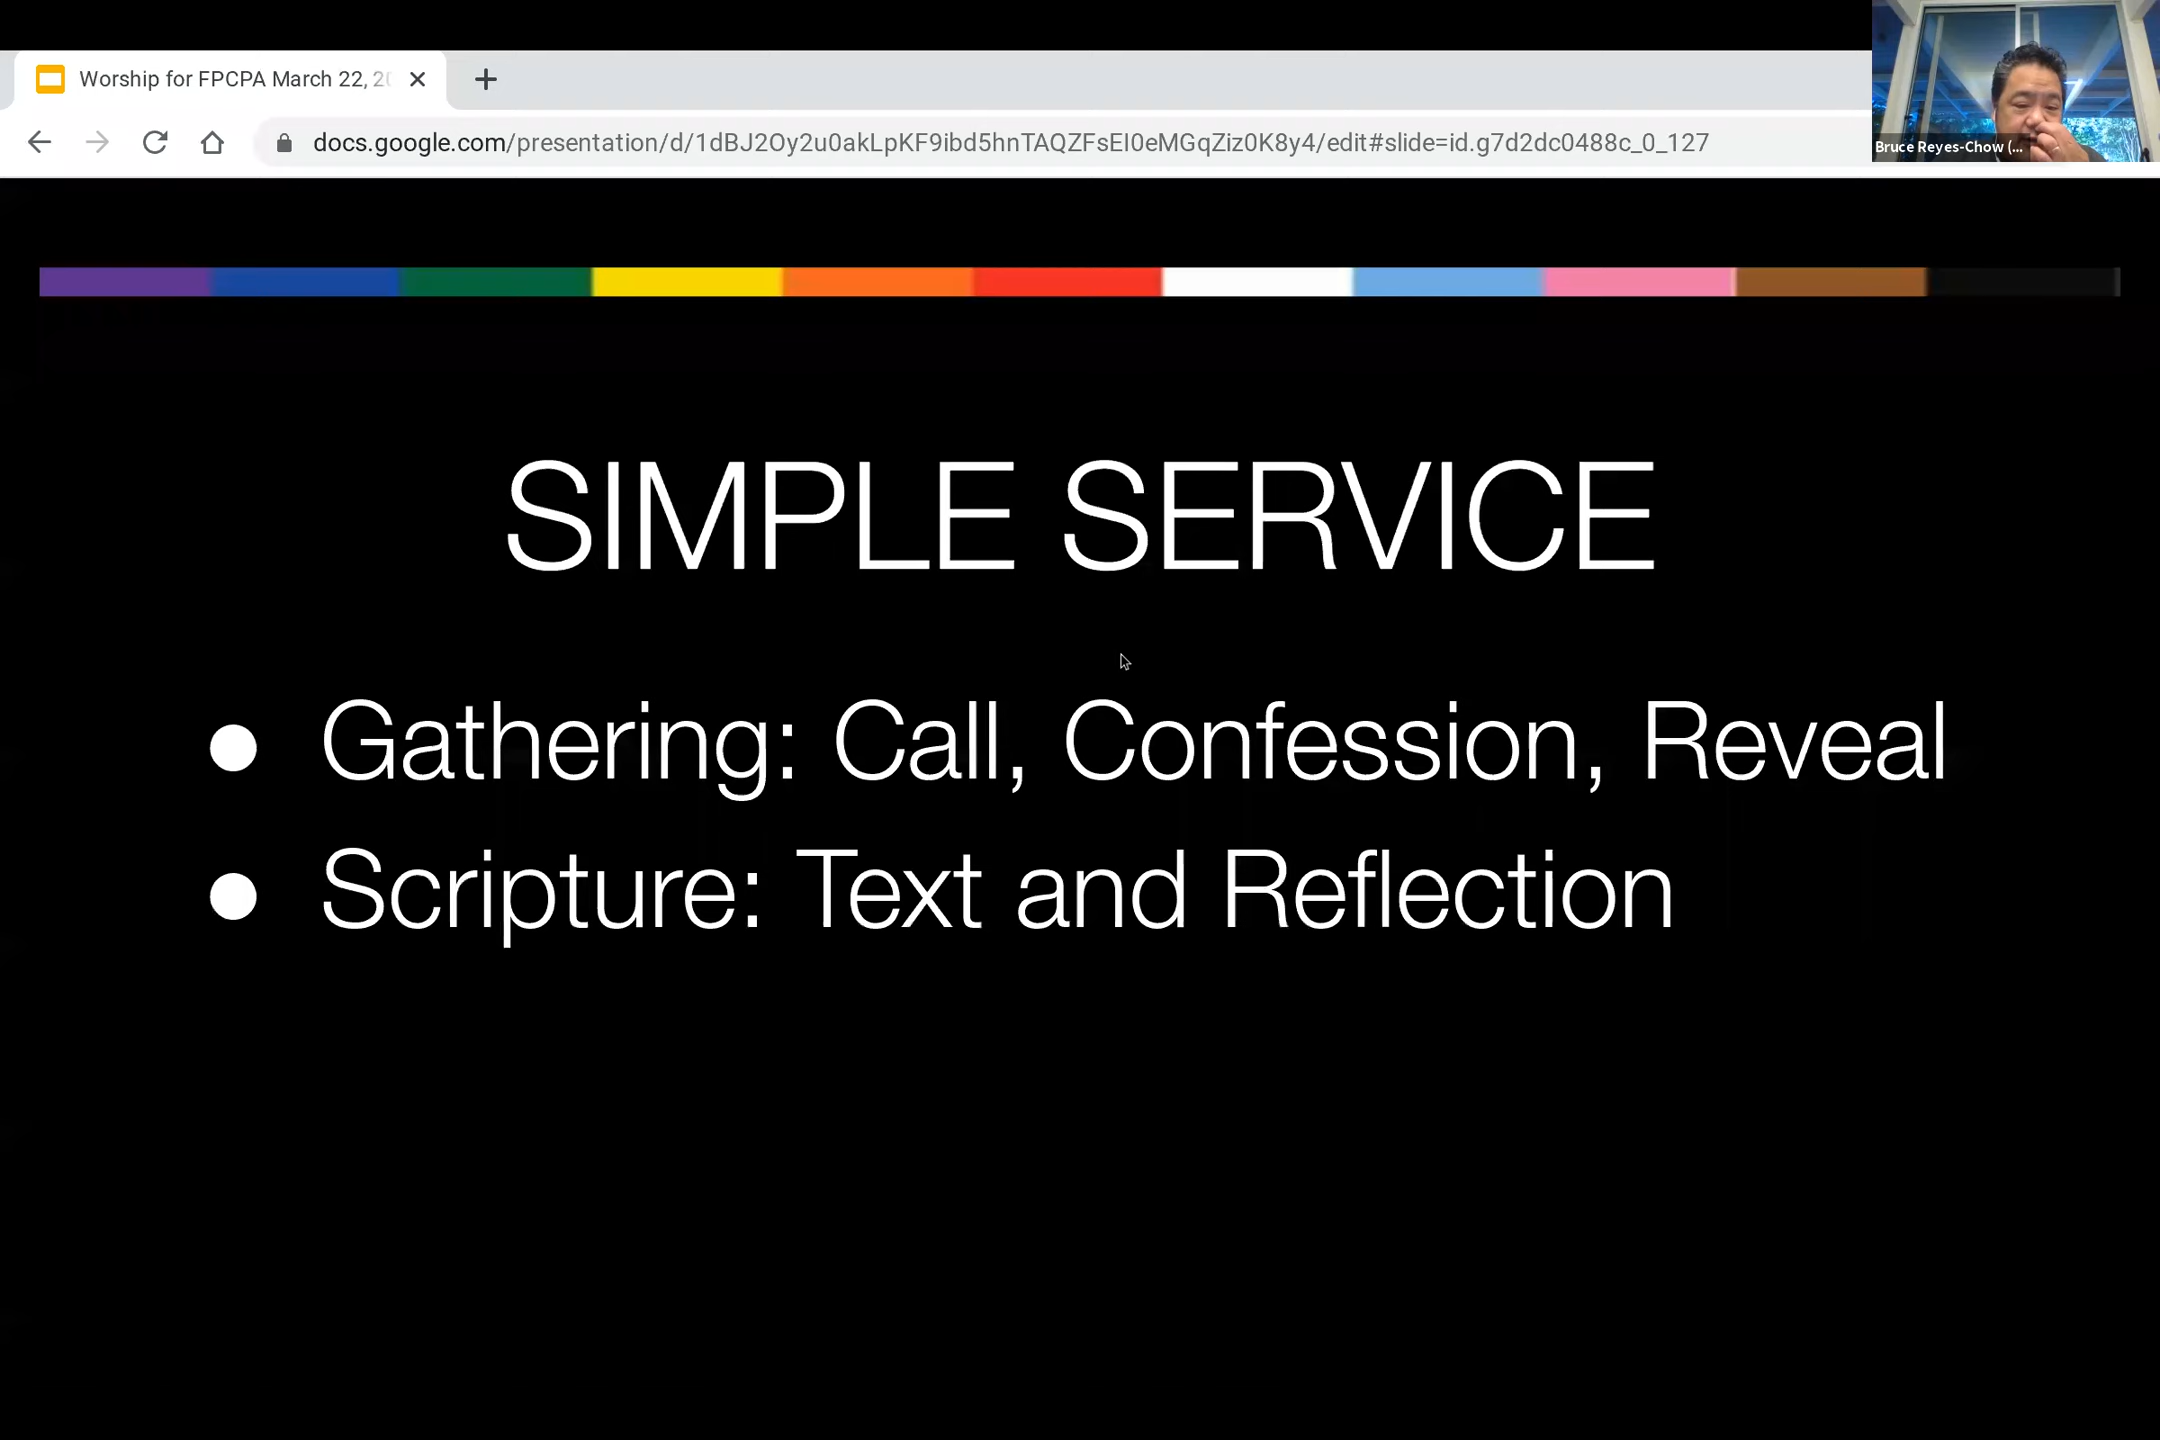 Worship for FPCPA March 22, 20
docs.google.com/presentation/d/1dBJ2Oy2u0akLpKF9ibd5hnTAQZFsEI0eMGqZiz0K8y4/edit#slide=id.g7d2dc0488c_0_127
Bruce Reyes-Chow (...
SIMPLE SERVICE
● Gathering: Call, Confession, Reveal
● Scripture: Text and Reflection